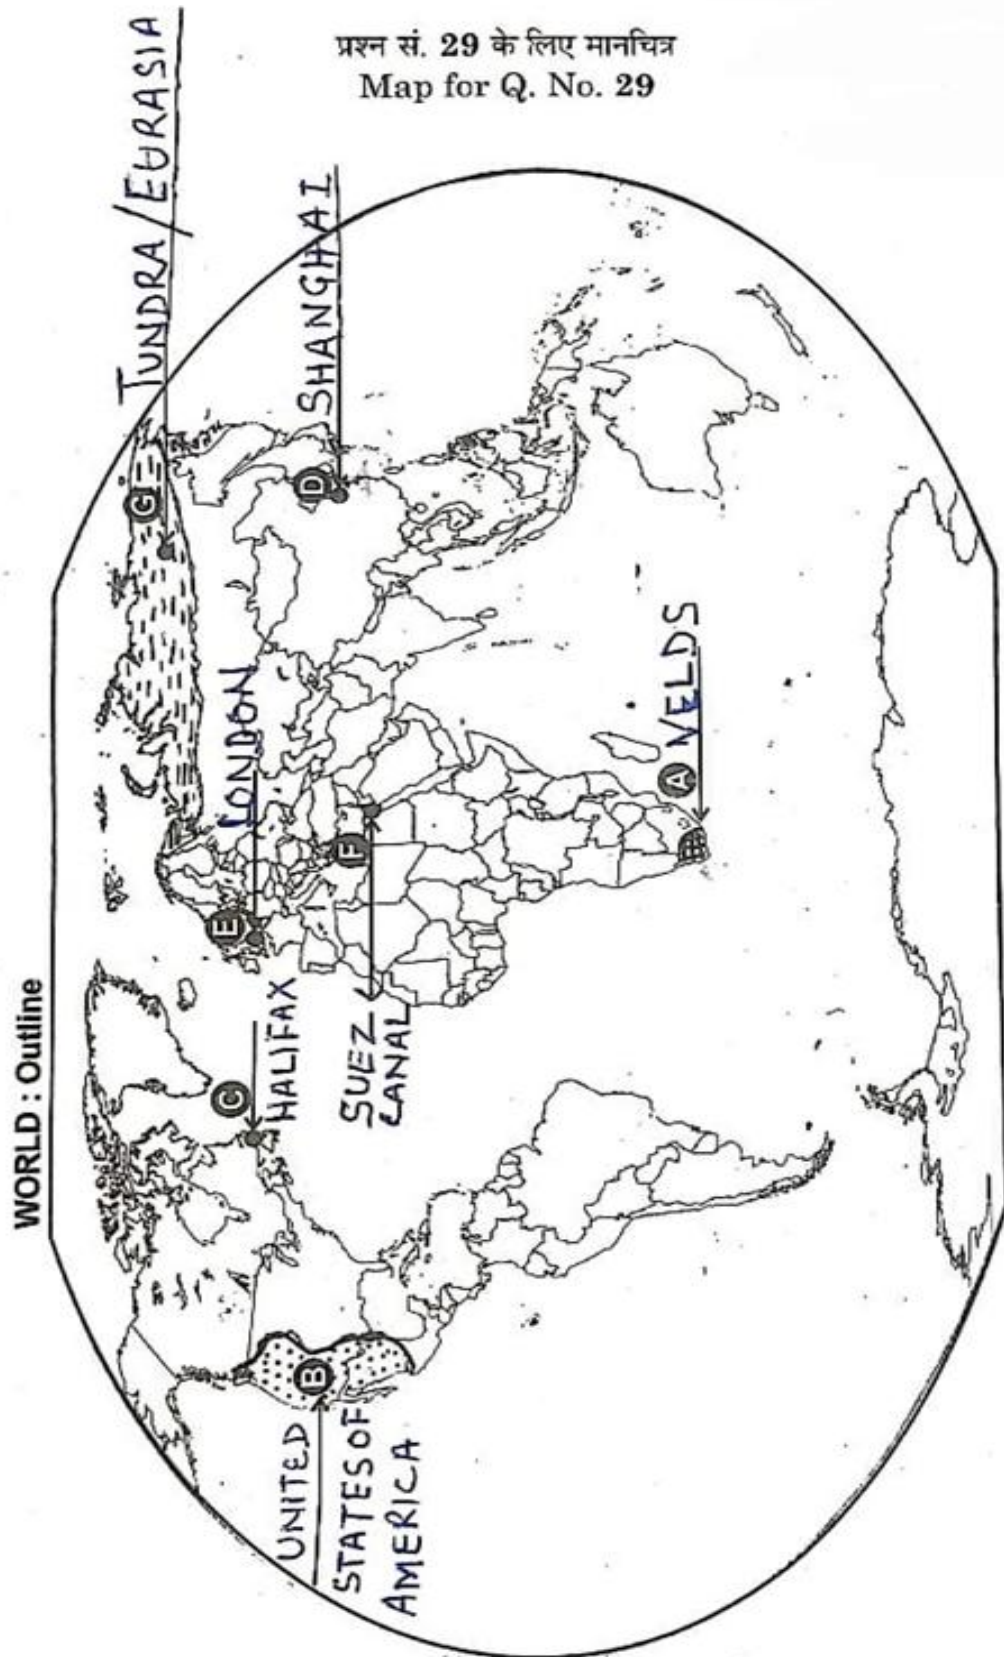 प्रश्न सं. 29 के लिए मानचित्र
Map for Q. No. 29
WORLD : Outline
TUNDRA/EURASIA
G
SHANGHAI
D
LONDON
E
HALIFAX
C
SUEZ
CANAL
F
VELDS
A
UNITED
STATES OF
AMERICA
B